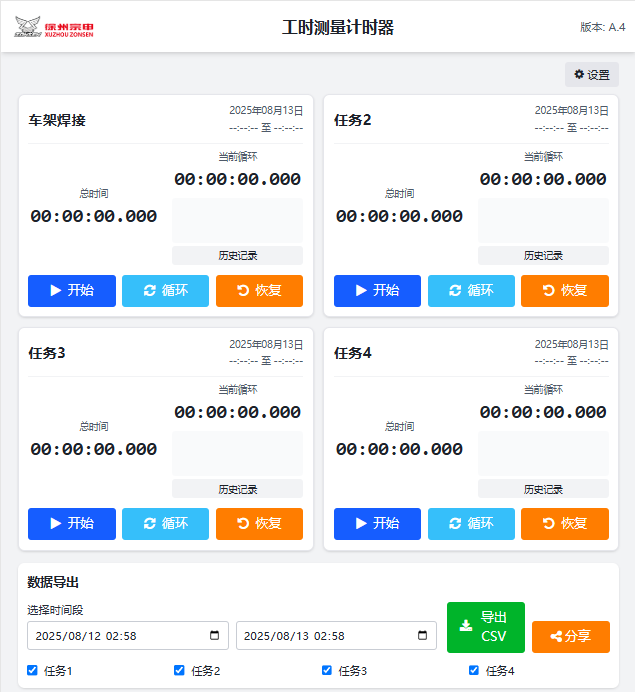 徐州宗申
XUZHOU ZONSEN
工时测量计时器
版本: A.4
设置
车架焊接
2025年08月13日
--:--:-- 至 --:--:--
总时间
00:00:00.000
当前循环
00:00:00.000
历史记录
开始
循环
恢复
任务2
2025年08月13日
--:--:-- 至 --:--:--
总时间
00:00:00.000
当前循环
00:00:00.000
历史记录
开始
循环
恢复
任务3
2025年08月13日
--:--:-- 至 --:--:--
总时间
00:00:00.000
当前循环
00:00:00.000
历史记录
开始
循环
恢复
任务4
2025年08月13日
--:--:-- 至 --:--:--
总时间
00:00:00.000
当前循环
00:00:00.000
历史记录
开始
循环
恢复
数据导出
选择时间段
2025/08/12 02:58
2025/08/13 02:58
导出
CSV
分享
任务1
任务2
任务3
任务4